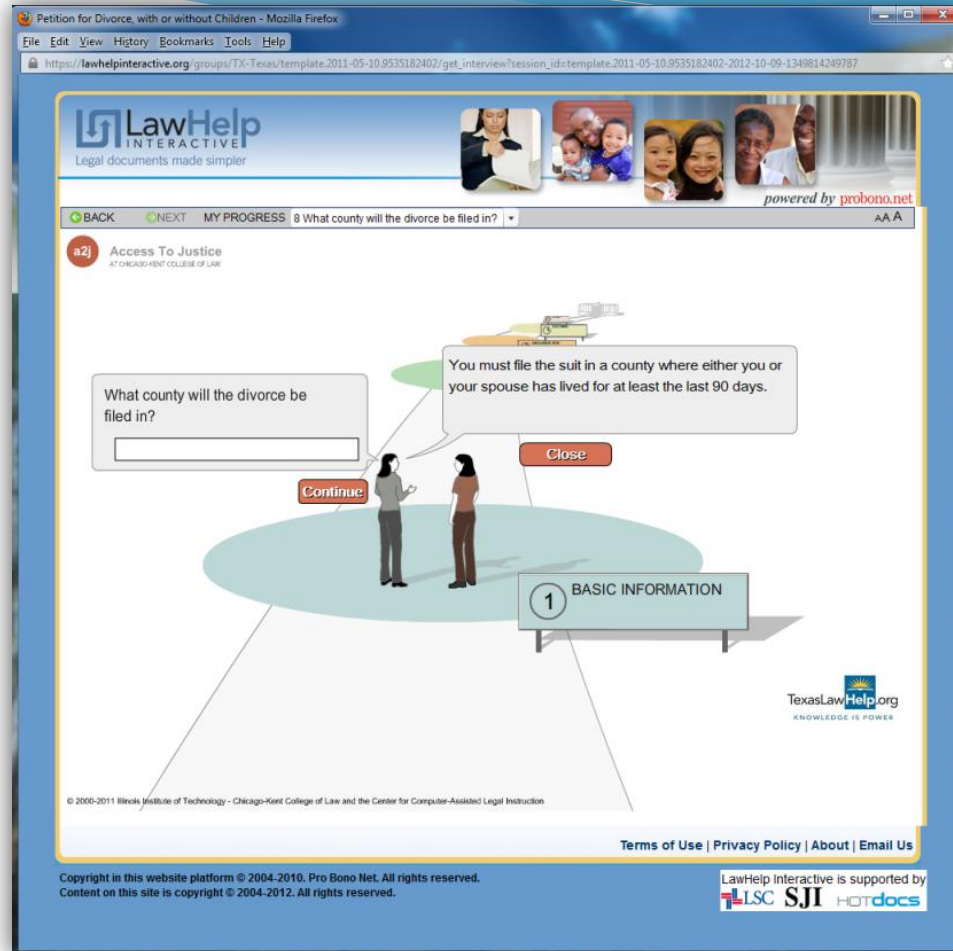 Petition for Divorce, with or without Children - Mozilla Firefox
File Edit View History Bookmarks Tools Help
https://lawhelpinteractive.org/groups/TX-Texas/template.2011-05-10.9535182402/get_interview?session_id=template.2011-05-10.9535182402-2012-10-09-1349814249787
LawHelp
INTERACTIVE
Legal documents made simpler
powered by probono.net
BACK NEXT MY PROGRESS 8 What county will the divorce be filed in? AA A
a2j Access To Justice
AT CHICAGO-KENT COLLEGE OF LAW
You must file the suit in a county where either you or
your spouse has lived for at least the last 90 days.
What county will the divorce be
filed in?
Close
Continue
1 BASIC INFORMATION
TexasLawHelp.org
KNOWLEDGE IS POWER
© 2000-2011 Illinois Institute of Technology - Chicago-Kent College of Law and the Center for Computer-Assisted Legal Instruction
Terms of Use | Privacy Policy | About | Email Us
Copyright in this website platform © 2004-2010. Pro Bono Net. All rights reserved.
Content on this site is copyright © 2004-2012. All rights reserved.
LawHelp Interactive is supported by
LSC SJI HOTdocs